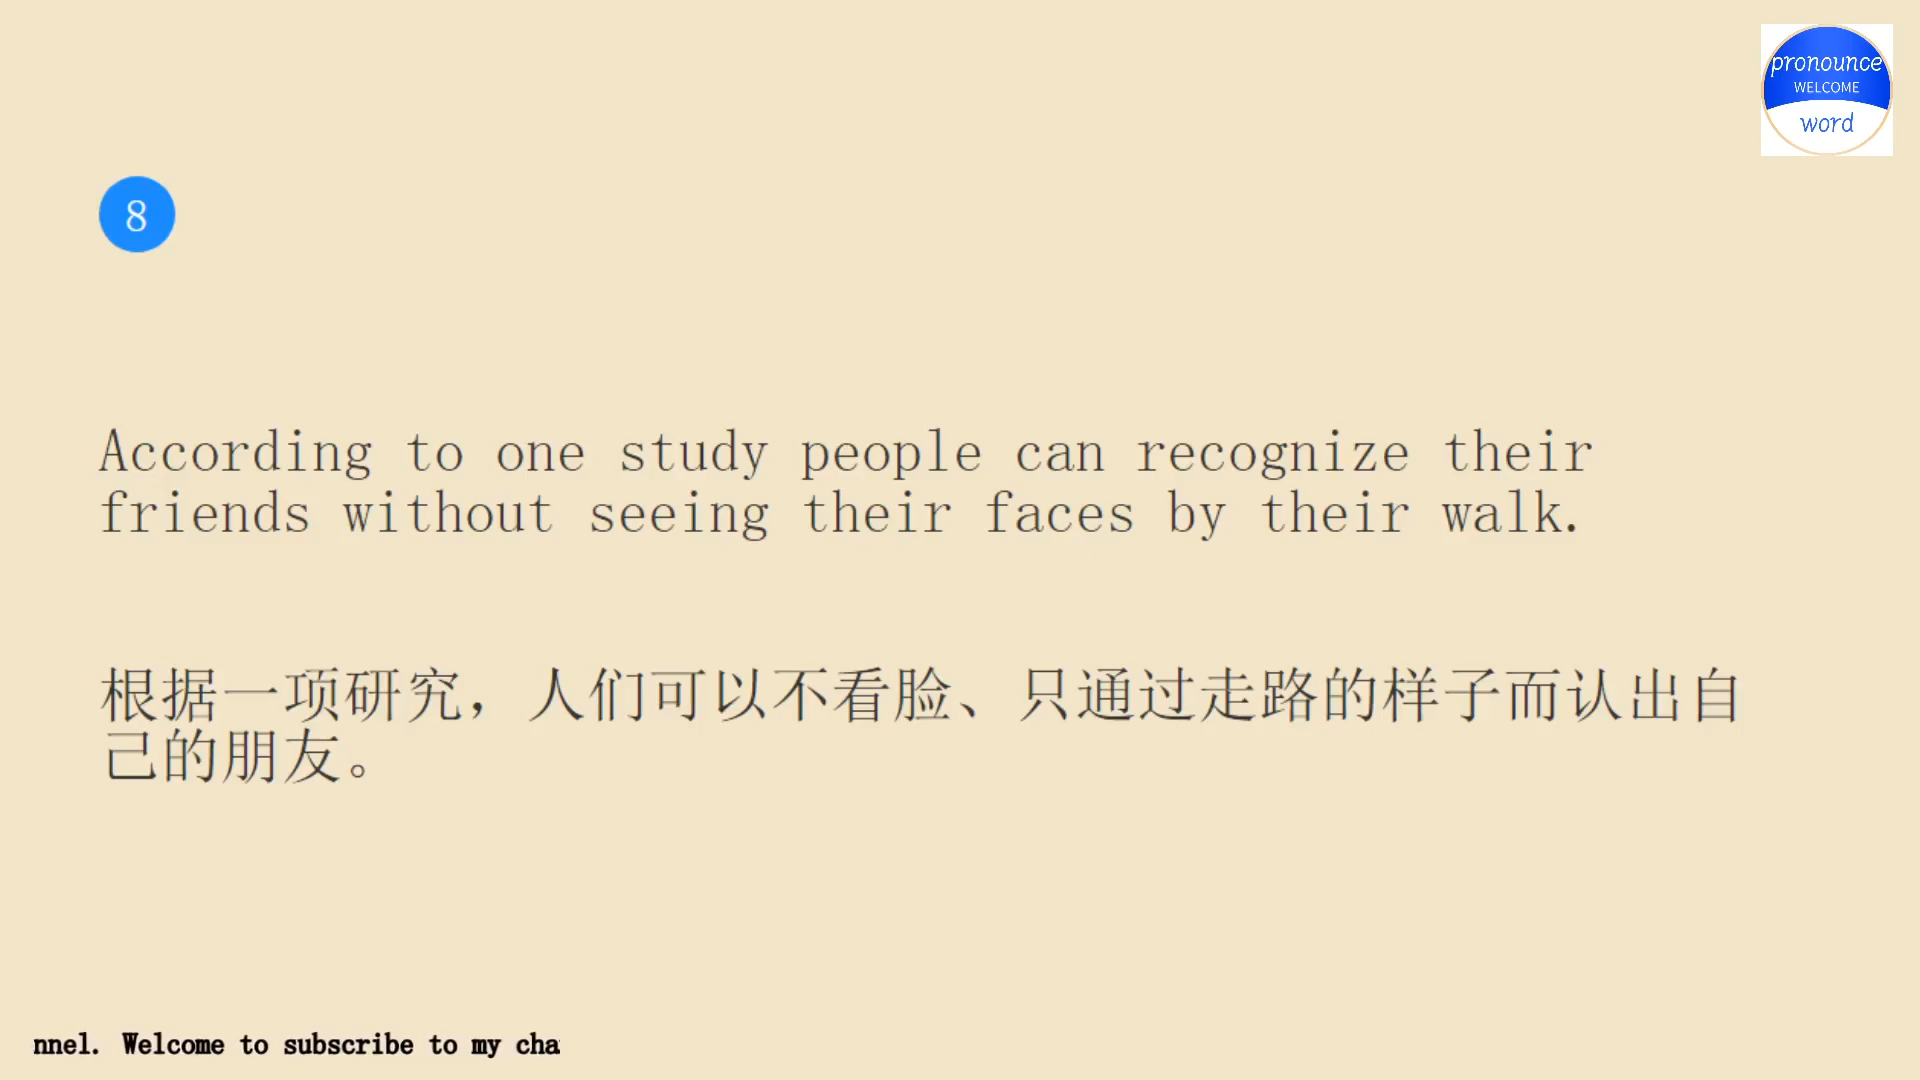 pronounce
WELCOME
word
8
According to one study people can recognize their
friends without seeing their faces by their walk.
根据一项研究，人们可以不看脸、只通过走路的样子而认出自
己的朋友。
nnel. Welcome to subscribe to my cha